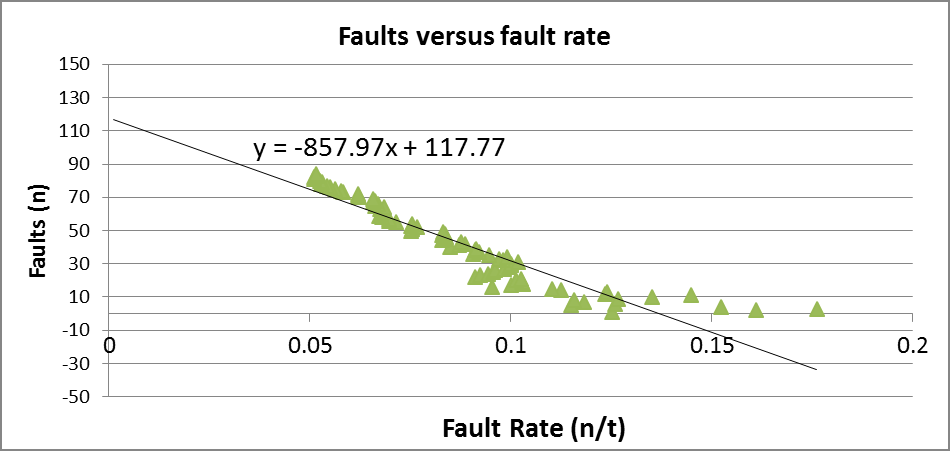 Faults versus fault rate
150
130
110
90
70
50
30
10
-10
-30
-50
Faults (n)
y = -857.97x + 117.77
0 0.05 0.1 0.15 0.2
Fault Rate (n/t)